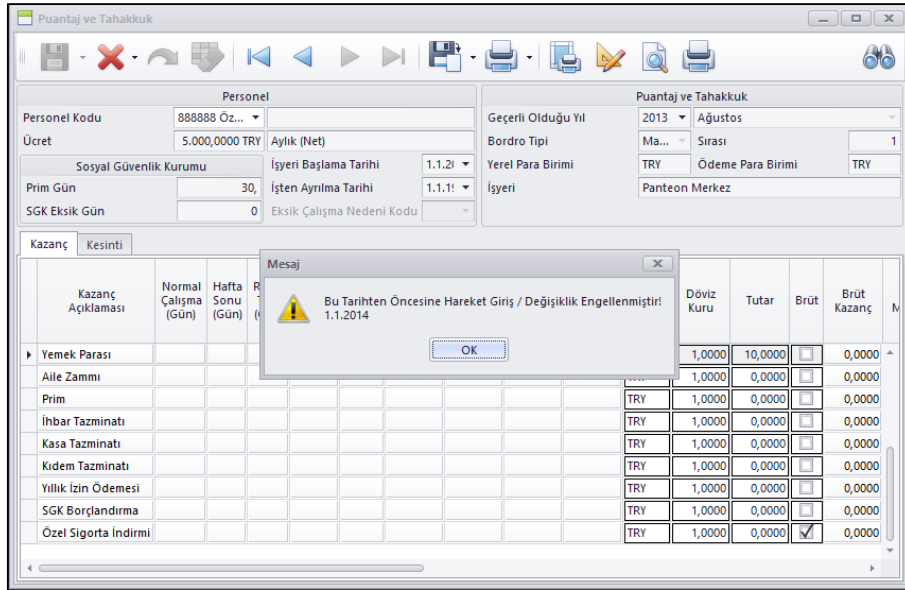 Puantaj ve Tahakkuk
Personel
Puantaj ve Tahakkuk
Personel Kodu 888888 Öz...
Geçerli Olduğu Yıl 2013 Ağustos
Ücret 5.000,0000 TRY Aylık (Net)
Bordro Tipi Ma... Sırası 1
Sosyal Güvenlik Kurumu
İşyeri Başlama Tarihi 1.1.2(
Yerel Para Birimi TRY Ödeme Para Birimi TRY
Prim Gün 30,
İşten Ayrılma Tarihi 1.1.1!
İşyeri Panteon Merkez
SGK Eksik Gün 0
Eksik Çalışma Nedeni Kodu
Kazanç Kesinti
Kazanç Açıklaması
Normal Çalışma (Gün)
Hafta Sonu (Gün)
Döviz Kuru
Tutar
Brüt
Brüt Kazanç
Mesaj
Bu Tarihten Öncesine Hareket Giriş / Değişiklik Engellenmiştir!
1.1.2014
OK
Yemek Parası 1,0000 10,0000 0,0000
Aile Zammı TRY 1,0000 0,0000 0,0000
Prim TRY 1,0000 0,0000 0,0000
İhbar Tazminatı TRY 1,0000 0,0000 0,0000
Kasa Tazminatı TRY 1,0000 0,0000 0,0000
Kıdem Tazminatı TRY 1,0000 0,0000 0,0000
Yıllık İzin Ödemesi TRY 1,0000 0,0000 0,0000
SGK Borçlandırma TRY 1,0000 0,0000 0,0000
Özel Sigorta İndirmi TRY 1,0000 0,0000 0,0000